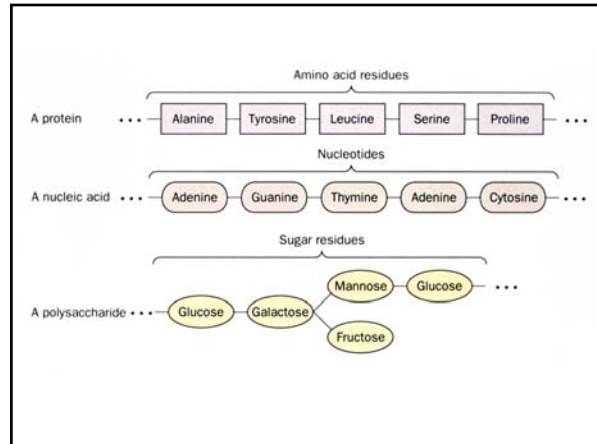 Amino acid residues
A protein ••• Alanine Tyrosine Leucine Serine Proline •••
Nucleotides
A nucleic acid ••• Adenine Guanine Thymine Adenine Cytosine •••
Sugar residues
Mannose Glucose •••
A polysaccharide ••• Glucose Galactose
Fructose